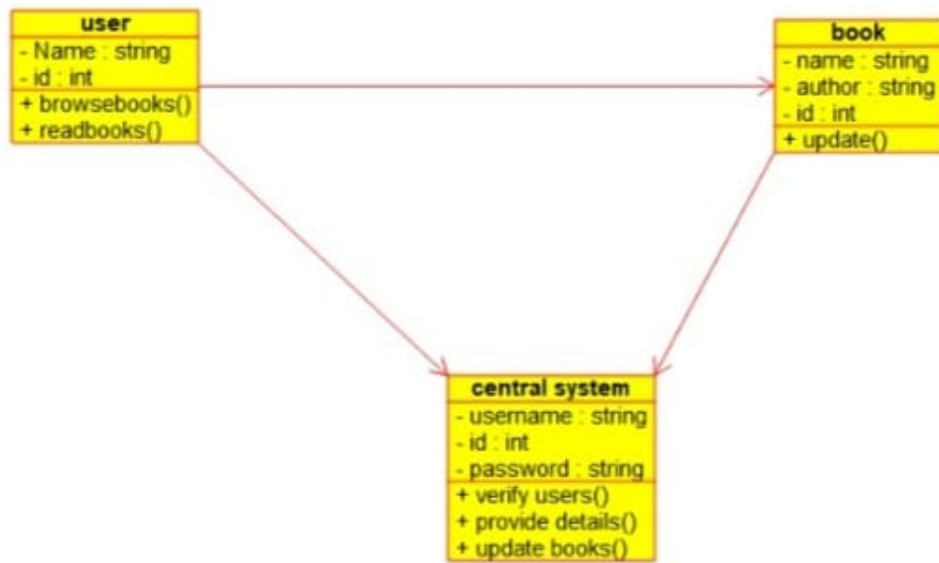 user
- Name : string
- id : int
+ browsebooks()
+ readbooks()
book
- name : string
- author : string
- id : int
+ update()
central system
- username : string
- id : int
- password : string
+ verify users()
+ provide details()
+ update books()